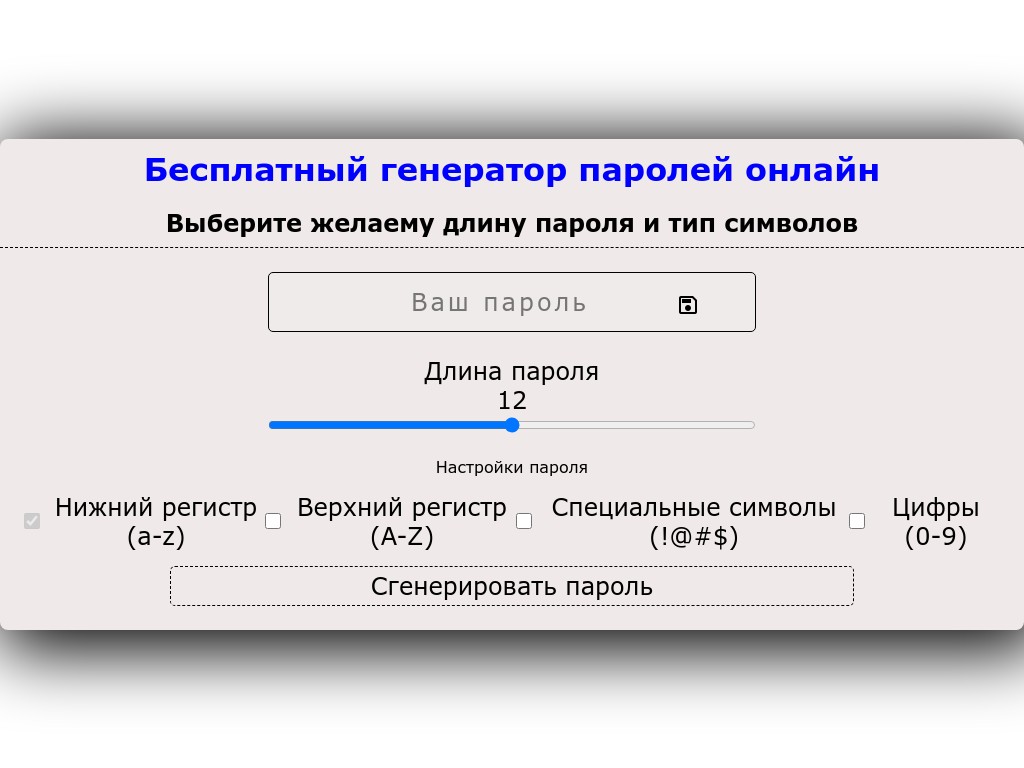 Бесплатный генератор паролей онлайн
Выберите желаему длину пароля и тип символов
Ваш пароль
Длина пароля
12
Настройки пароля
Нижний регистр
(a-z)
Верхний регистр
(A-Z)
Специальные символы
(!@#$)
Цифры
(0-9)
Сгенерировать пароль